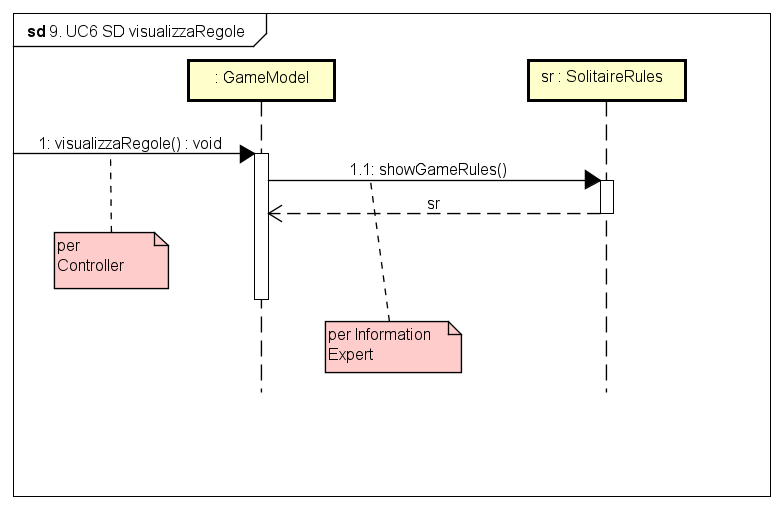 sd 9. UC6 SD visualizzaRegole
: GameModel
sr : SolitaireRules
1: visualizzaRegole() : void
1.1: showGameRules()
sr
per
Controller
per Information
Expert